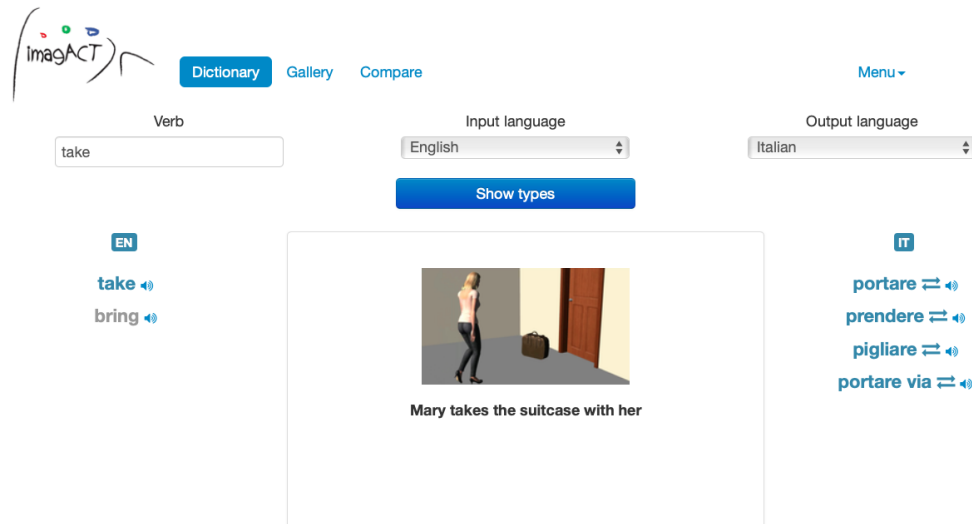 imagACT
Dictionary Gallery Compare Menu
Verb Input language Output language
take English Italian
Show types
EN IT
take portare
bring prendere
pigliare
portare via
Mary takes the suitcase with her